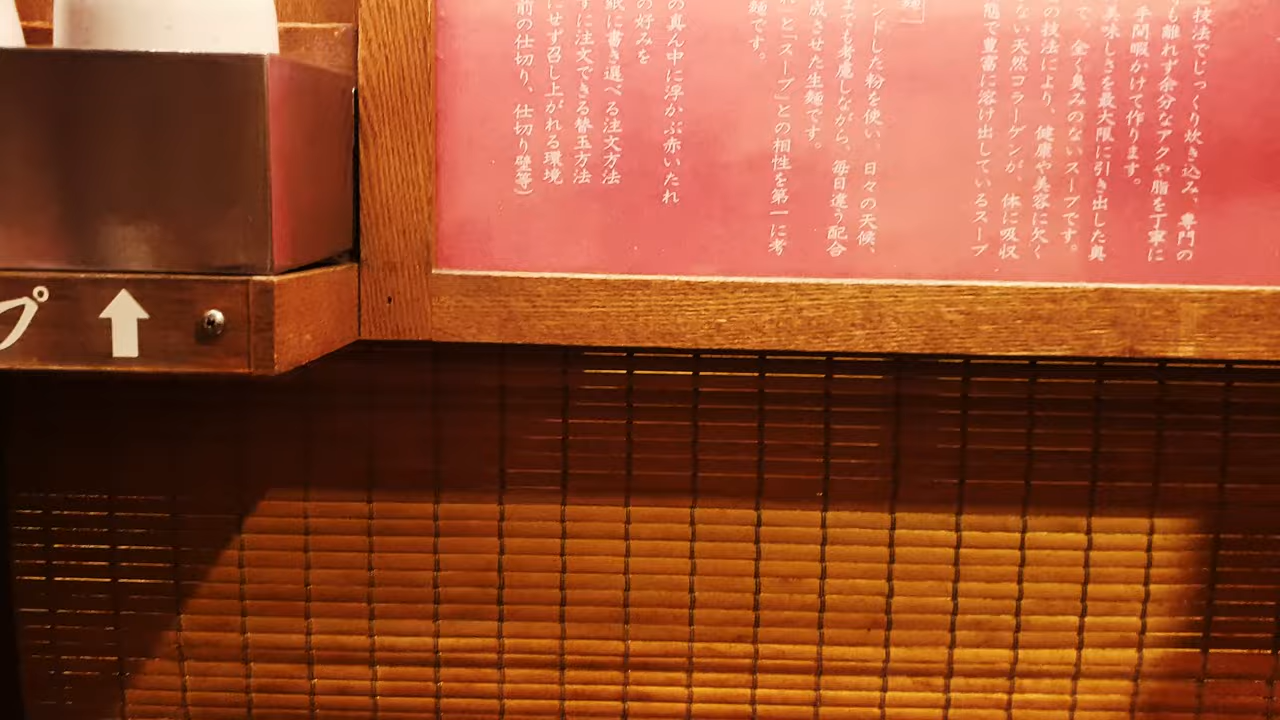 技法でじっくり炊き込み、専門の
も離れず余分なアクや脂を丁寧に
手間暇かけて作ります。
美味しさを最大限に引き出した奥
で、全く臭みのないスープです。
の技法により、健康や美容に欠く
ない天然コラーゲンが、体に吸収
態で豊富に溶け出しているスープ
麺
ンドした粉を使い、日々の天候、
までも考慮しながら、毎日違う配合
成させた生麺です。
と「スープ」との相性を第一に考
麺です。
の真ん中に浮かぶ赤いたれ
の好みを
紙に書き選べる注文方法
ずに注文できる替玉方法
にせず召し上がれる環境
前の仕切り、仕切り壁等)
プ